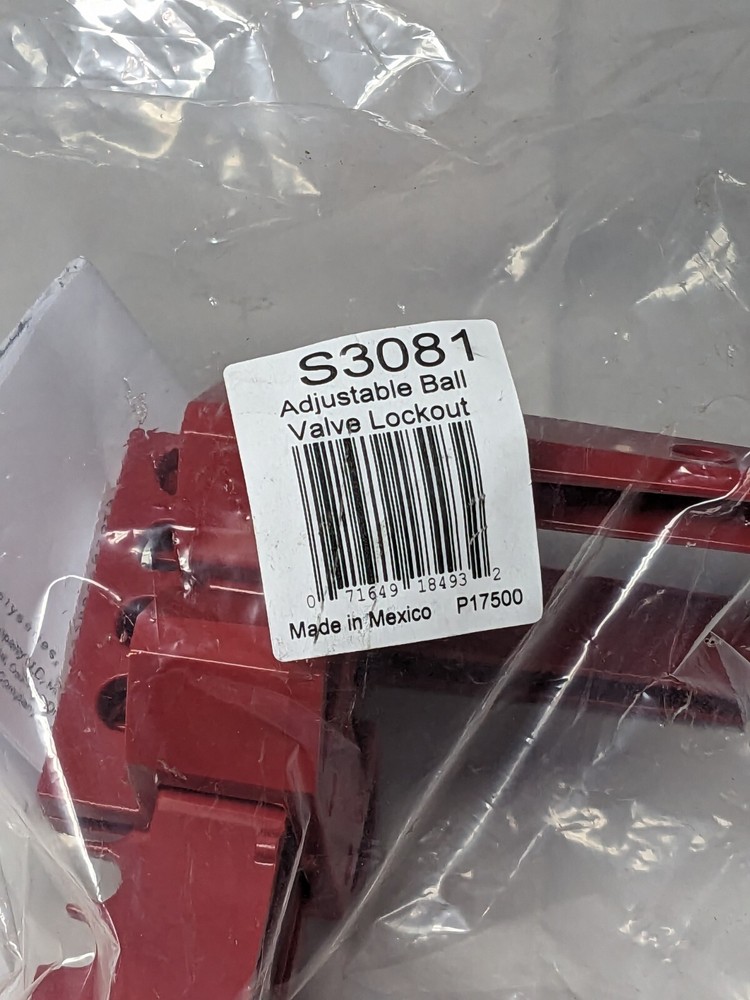 S3081
Adjustable Ball
Valve Lockout
0 71649 18493 2
Made in Mexico P17500